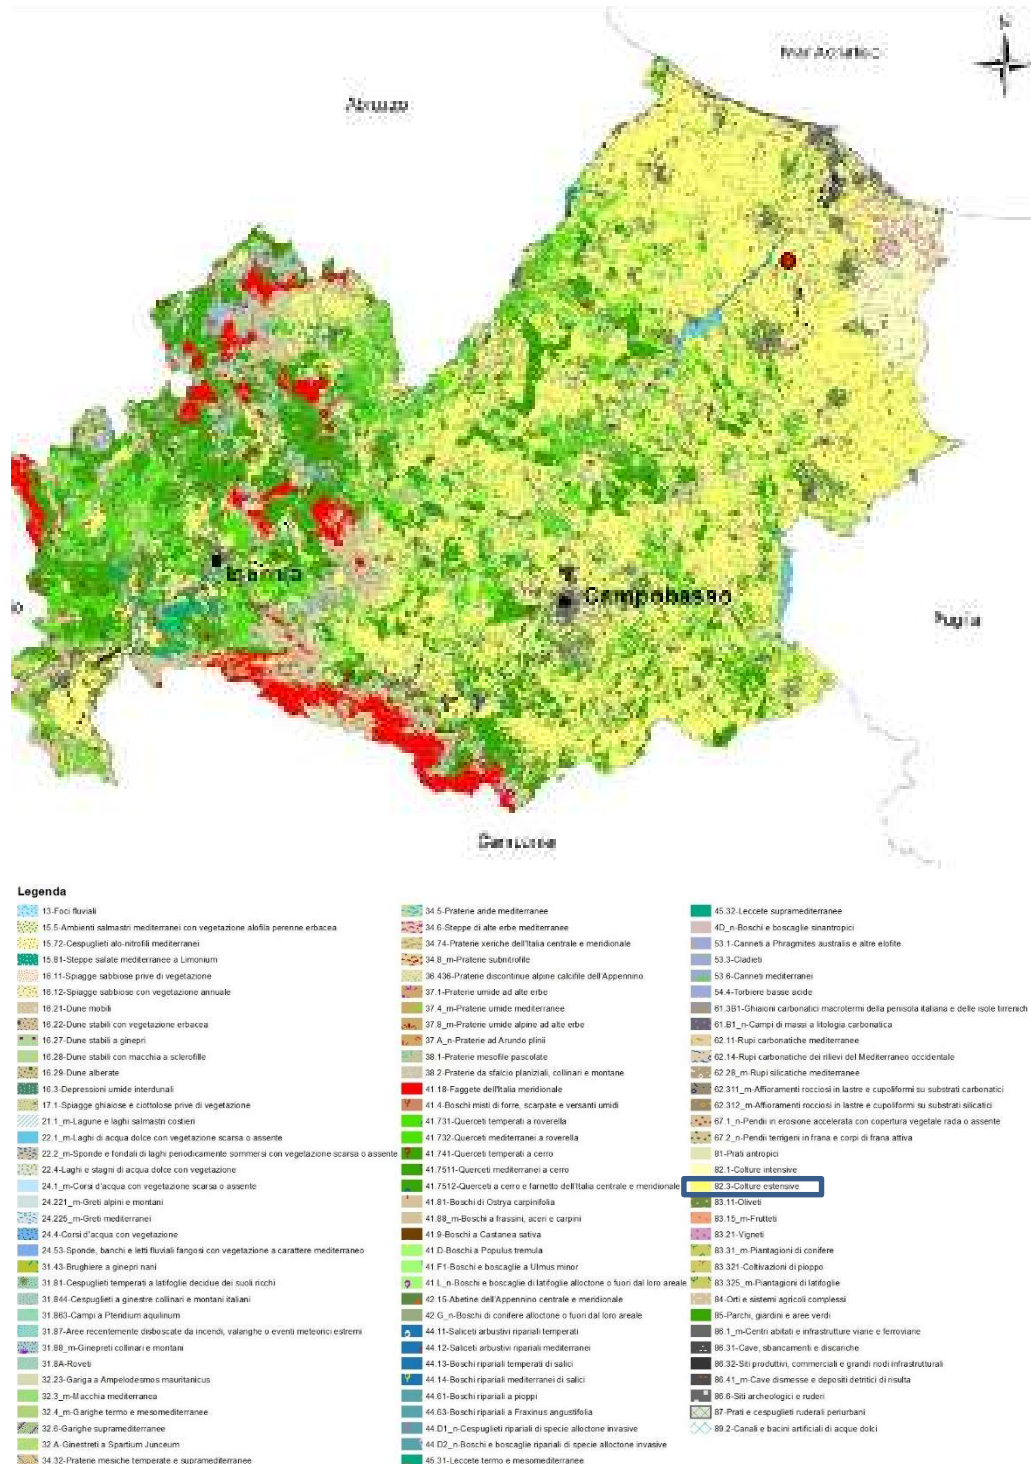 N
Mar Adriatico
Abruzzo
Isernia
Campobasso
Puglia
Campania
Legenda
13-Foci fluviali
15.5-Ambienti salmastri mediterranei con vegetazione alofila perenne erbacea
15.72-Cespuglieti alo-nitrofili mediterranei
15.81-Steppe salate mediterranee a Limonium
16.11-Spiagge sabbiose prive di vegetazione
16.12-Spiagge sabbiose con vegetazione annuale
16.21-Dune mobili
16.22-Dune stabili con vegetazione erbacea
16.27-Dune stabili a ginepri
16.28-Dune stabili con macchia a sclerofille
16.29-Dune alberate
16.3-Depressioni umide interdunali
17.1-Spiagge ghiaiose e ciottolose prive di vegetazione
21.1_m-Lagune e laghi salmastri costieri
22.1_m-Laghi di acqua dolce con vegetazione scarsa o assente
22.2_m-Sponde e fondali di laghi periodicamente sommersi con vegetazione scarsa o assente
22.4-Laghi e stagni di acqua dolce con vegetazione
24.1_m-Corsi d'acqua con vegetazione scarsa o assente
24.221_m-Greti alpini e montani
24.225_m-Greti mediterranei
24.4-Corsi d'acqua con vegetazione
24.53-Sponde, banchi e letti fluviali fangosi con vegetazione a carattere mediterraneo
31.43-Brughiere a ginepri nani
31.81-Cespuglieti temperati a latifoglie decidue dei suoli ricchi
31.844-Cespuglieti a ginestre collinari e montani italiani
31.863-Campi a Pteridium aquilinum
31.87-Aree recentemente disboscate da incendi, valanghe o eventi meteorici estremi
31.88_m-Ginepreti collinari e montani
31.8A-Roveti
32.23-Gariga a Ampelodesmos mauritanicus
32.3_m-Macchia mediterranea
32.4_m-Garighe termo e mesomediterranee
32.6-Garighe supramediterranee
32.A-Ginestreti a Spartium Junceum
34.32-Praterie mesiche temperate e supramediterranee
34.5-Praterie aride mediterranee
34.6-Steppe di alte erbe mediterranee
34.74-Praterie xeriche dell'Italia centrale e meridionale
34.8_m-Praterie subnitrofile
36.436-Praterie discontinue alpine calcifile dell'Appennino
37.1-Praterie umide ad alte erbe
37.4_m-Praterie umide mediterranee
37.8_m-Praterie umide alpine ad alte erbe
37.A_n-Praterie ad Arundo plinii
38.1-Praterie mesofile pascolate
38.2-Praterie da sfalcio planiziali, collinari e montane
41.18-Faggete dell'Italia meridionale
41.4-Boschi misti di forre, scarpate e versanti umidi
41.731-Querceti temperati a roverella
41.732-Querceti mediterranei a roverella
41.741-Querceti temperati a cerro
41.7511-Querceti mediterranei a cerro
41.7512-Querceti a cerro e farnetto dell'Italia centrale e meridionale
41.81-Boschi di Ostrya carpinifolia
41.88_m-Boschi a frassini, aceri e carpini
41.9-Boschi a Castanea sativa
41.D-Boschi a Populus tremula
41.F1-Boschi e boscaglie a Ulmus minor
41.L_n-Boschi e boscaglie di latifoglie alloctone o fuori dal loro areale
42.15-Abetine dell'Appennino centrale e meridionale
42.G_n-Boschi di conifere alloctone o fuori dal loro areale
44.11-Saliceti arbustivi ripariali temperati
44.12-Saliceti arbustivi ripariali mediterranei
44.13-Boschi ripariali temperati di salici
44.14-Boschi ripariali mediterranei di salici
44.61-Boschi ripariali a pioppi
44.63-Boschi ripariali a Fraxinus angustifolia
44.D1_n-Cespuglieti ripariali di specie alloctone invasive
44.D2_n-Boschi e boscaglie ripariali di specie alloctone invasive
45.31-Leccete termo e mesomediterranee
45.32-Leccete supramediterranee
4D_n-Boschi e boscaglie sinantropici
53.1-Canneti a Phragmites australis e altre elofite
53.3-Cladieti
53.6-Canneti mediterranei
54.4-Torbiere basse acide
61.3B1-Ghiaioni carbonatici macrotermi della penisola italiana e delle isole tirrenich
61.B1_n-Campi di massi a litologia carbonatica
62.11-Rupi carbonatiche mediterranee
62.14-Rupi carbonatiche dei rilievi del Mediterraneo occidentale
62.28_m-Rupi silicatiche mediterranee
62.311_m-Affioramenti rocciosi in lastre e cupoliformi su substrati carbonatici
62.312_m-Affioramenti rocciosi in lastre e cupoliformi su substrati silicatici
67.1_n-Pendii in erosione accelerata con copertura vegetale rada o assente
67.2_n-Pendii terrigeni in frana e corpi di frana attiva
81-Prati antropici
82.1-Colture intensive
82.3-Colture estensive
83.11-Oliveti
83.15_m-Frutteti
83.21-Vigneti
83.31_m-Piantagioni di conifere
83.321-Coltivazioni di pioppo
83.325_m-Piantagioni di latifoglie
84-Orti e sistemi agricoli complessi
85-Parchi, giardini e aree verdi
86.1_m-Centri abitati e infrastrutture viarie e ferroviarie
86.31-Cave, sbancamenti e discariche
86.32-Siti produttivi, commerciali e grandi nodi infrastrutturali
86.41_m-Cave dismesse e depositi detritici di risulta
86.6-Siti archeologici e ruderi
87-Prati e cespuglieti ruderali periurbani
89.2-Canali e bacini artificiali di acque dolci